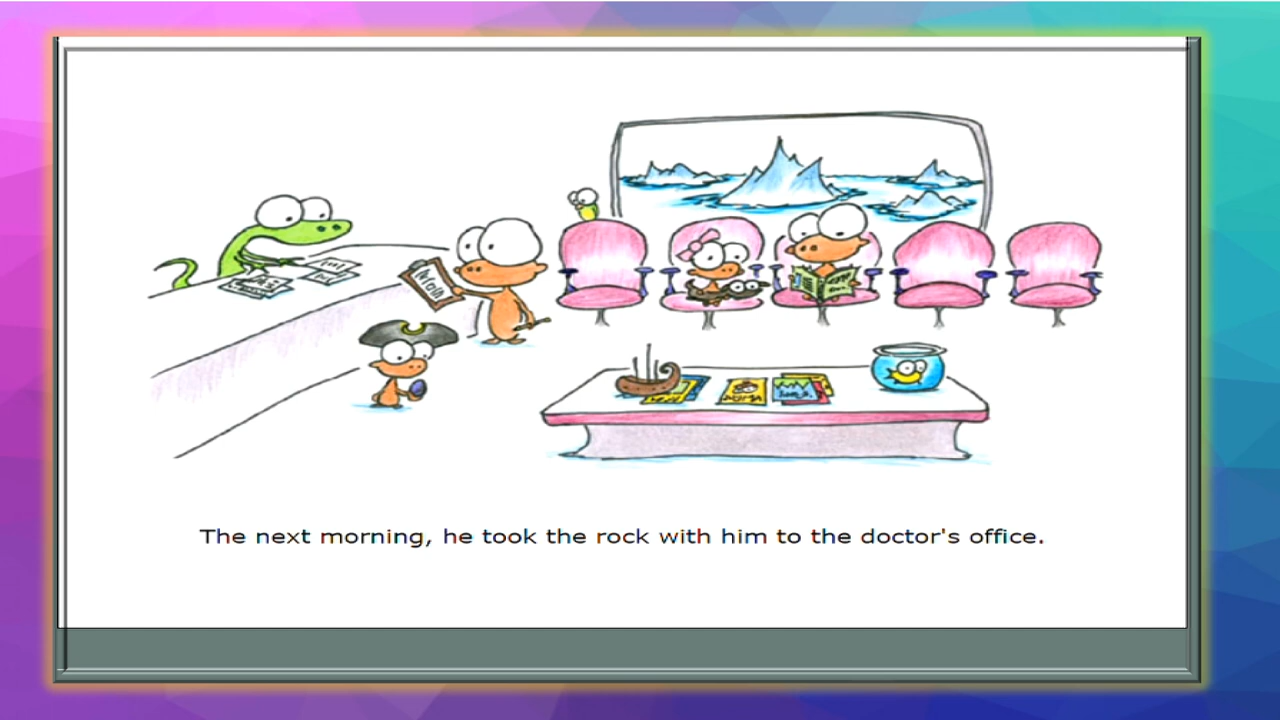 The next morning, he took the rock with him to the doctor's office.